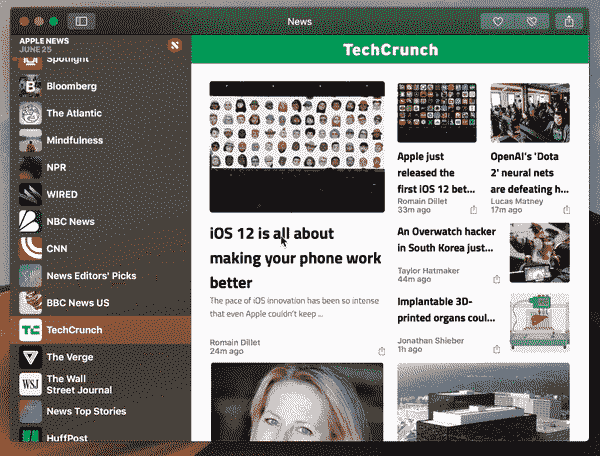 News
APPLE NEWS
JUNE 25
Spotlight
Bloomberg
The Atlantic
Mindfulness
NPR
WIRED
NBC News
CNN
News Editors' Picks
BBC News US
TC
TechCrunch
The Verge
WSJ
The Wall
Street Journal
News Top Stories
HuffPost
TechCrunch
iOS 12 is all about
making your phone work
better
The pace of iOS innovation has been so intense
that even Apple couldn't keep ...
Romain Dillet
24m ago
Apple just
released the
first iOS 12 bet...
Romain Dillet
33m ago
OpenAI's 'Dota
2' neural nets
are defeating h...
Lucas Matney
17m ago
An Overwatch hacker
in South Korea just...
Taylor Hatmaker
44m ago
Implantable 3D-
printed organs coul...
Jonathan Shieber
1h ago